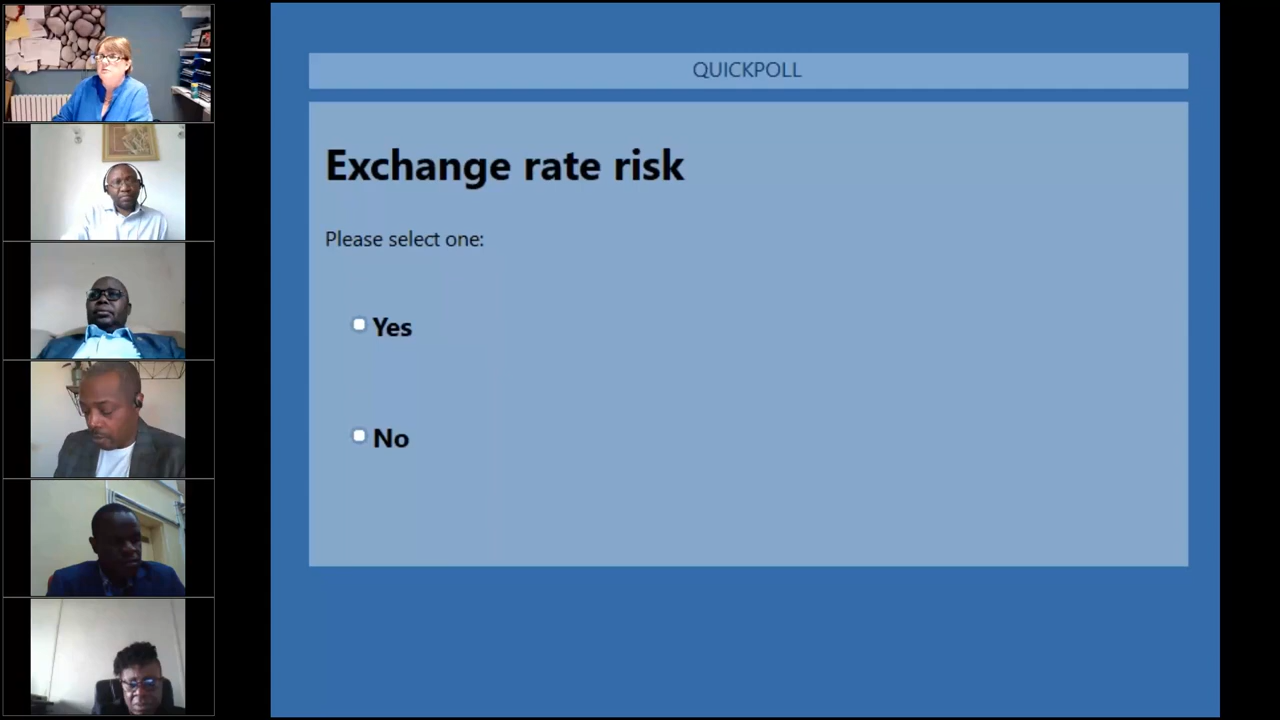 QUICKPOLL
Exchange rate risk
Please select one:
Yes
No